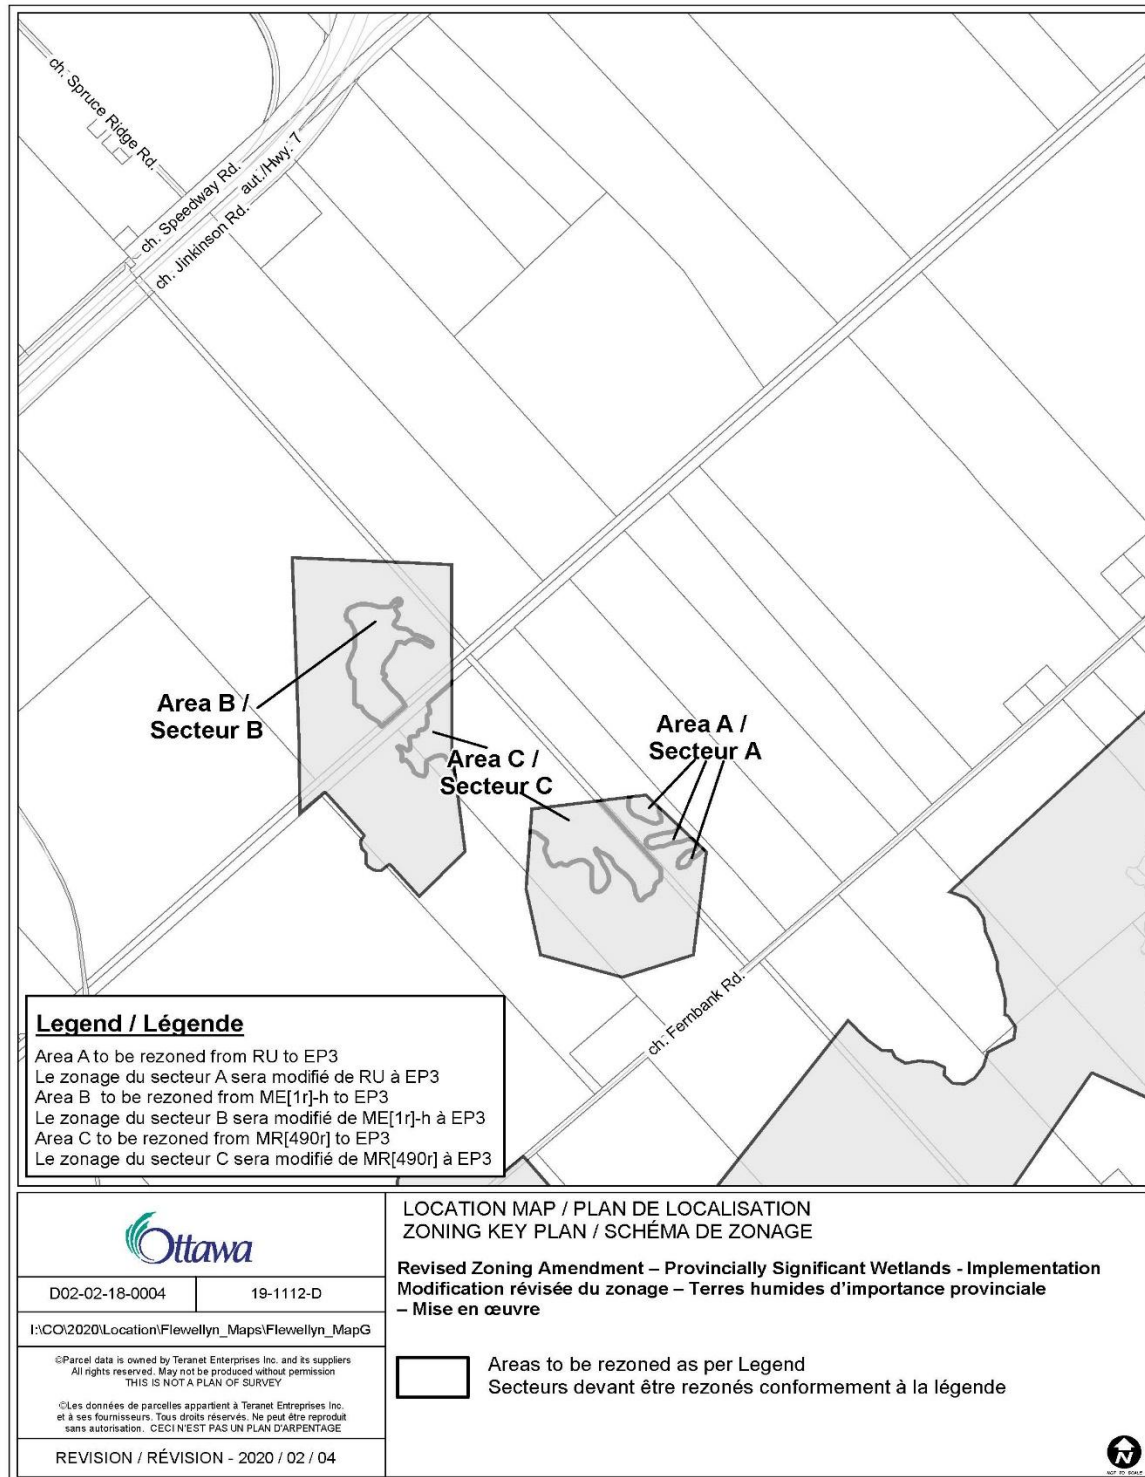 ch. Spruce Ridge Rd.
ch. Speedway Rd.
aut./Hwy. 7
ch. Jinkinson Rd.
Area B /
Secteur B
Area C /
Secteur C
Area A /
Secteur A
ch. Fernbank Rd.
Legend / Légende
Area A to be rezoned from RU to EP3
Le zonage du secteur A sera modifié de RU à EP3
Area B to be rezoned from ME[1r]-h to EP3
Le zonage du secteur B sera modifié de ME[1r]-h à EP3
Area C to be rezoned from MR[490r] to EP3
Le zonage du secteur C sera modifié de MR[490r] à EP3
Ottawa
D02-02-18-0004
19-1112-D
I:\CO\2020\Location\Flewellyn_Maps\Flewellyn_MapG
©Parcel data is owned by Teranet Enterprises Inc. and its suppliers
All rights reserved. May not be produced without permission
THIS IS NOT A PLAN OF SURVEY
©Les données de parcelles appartient à Teranet Entreprises Inc.
et à ses fournisseurs. Tous droits réservés. Ne peut être reproduit
sans autorisation. CECI N'EST PAS UN PLAN D'ARPENTAGE
REVISION / RÉVISION - 2020 / 02 / 04
LOCATION MAP / PLAN DE LOCALISATION
ZONING KEY PLAN / SCHÉMA DE ZONAGE
Revised Zoning Amendment – Provincially Significant Wetlands - Implementation
Modification révisée du zonage – Terres humides d'importance provinciale
– Mise en œuvre
Areas to be rezoned as per Legend
Secteurs devant être rezonés conformement à la légende
N
NOT TO SCALE